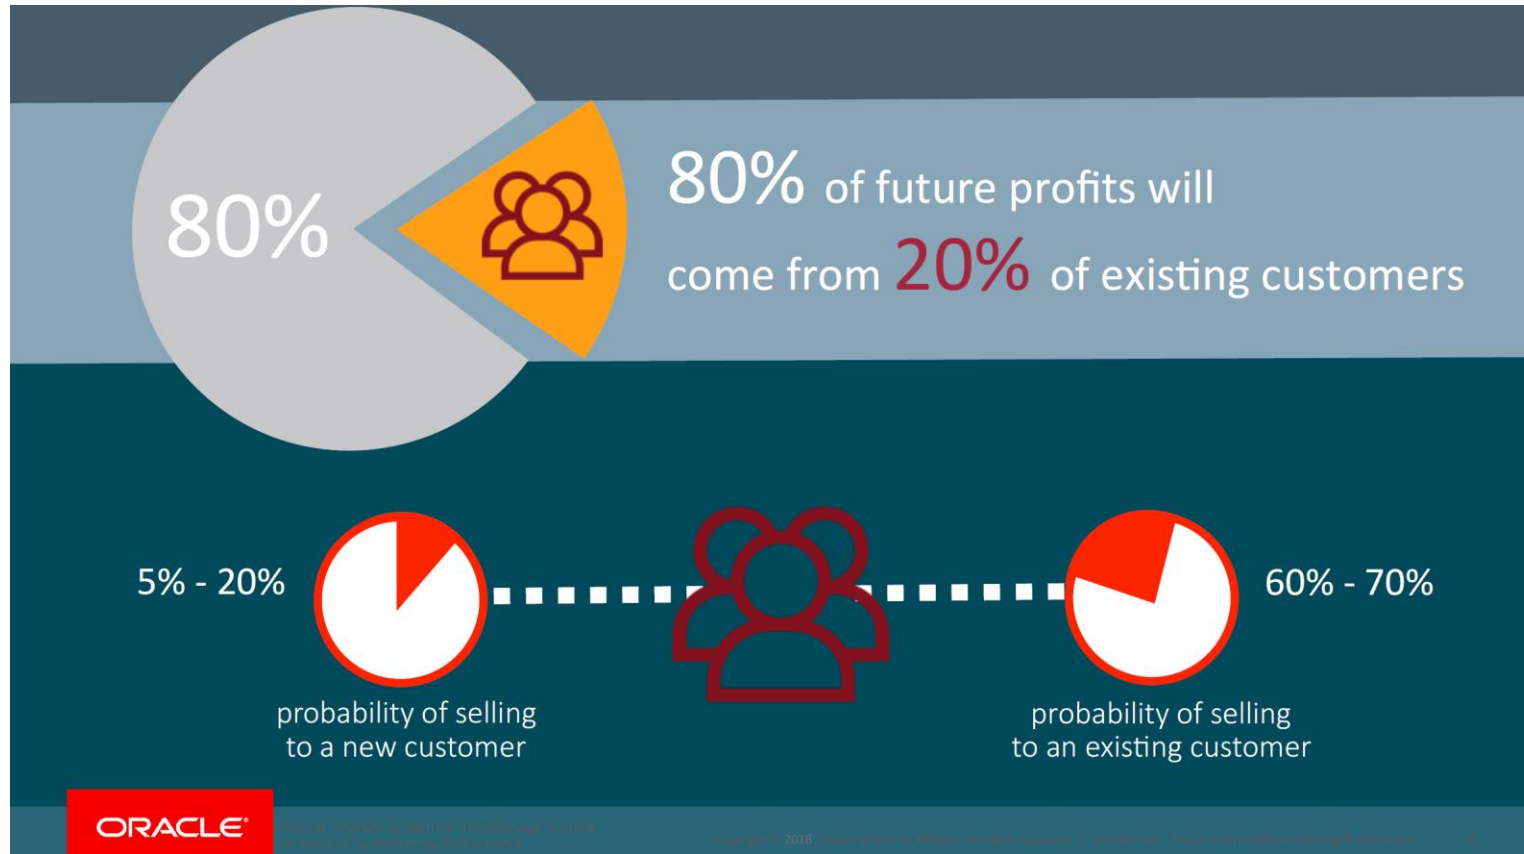 80%
80% of future profits will
come from 20% of existing customers
5% - 20%
60% - 70%
probability of selling
to a new customer
probability of selling
to an existing customer
ORACLE®
2018